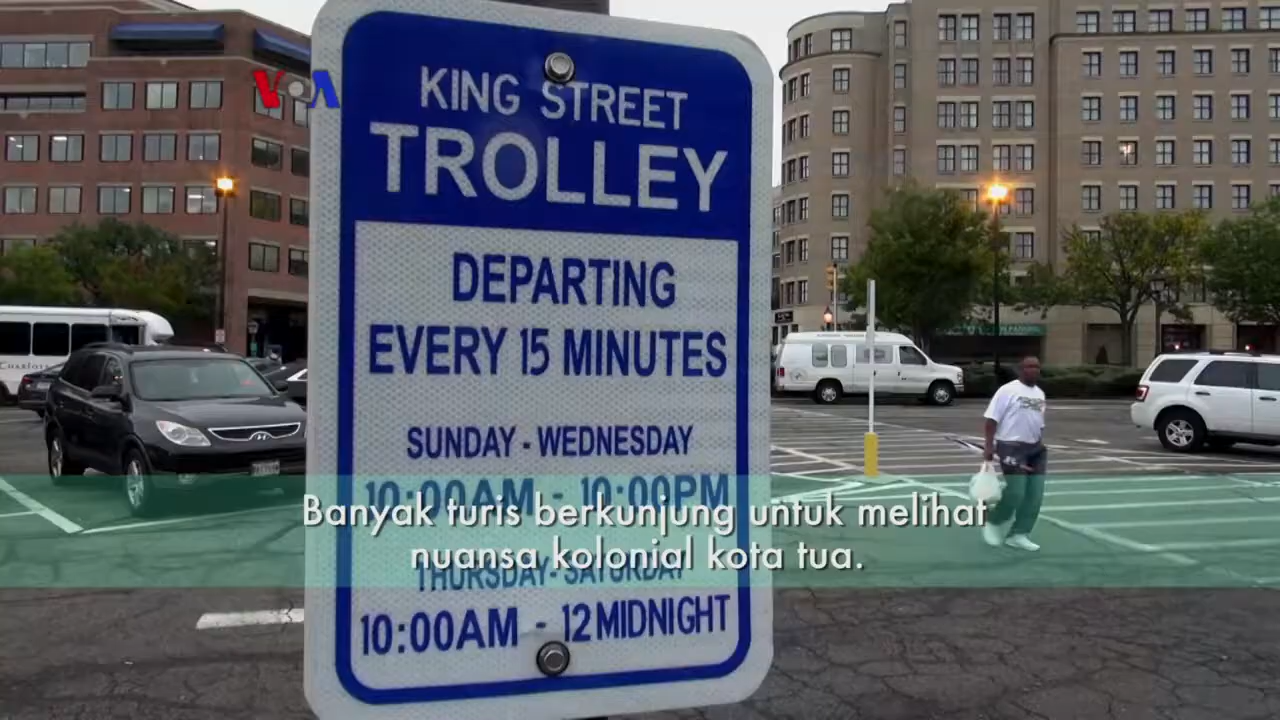 VOA
KING STREET
TROLLEY
DEPARTING
EVERY 15 MINUTES
SUNDAY - WEDNESDAY
10:00AM - 10:00PM
Banyak turis berkunjung untuk melihat
nuansa kolonial kota tua.
THURSDAY - SATURDAY
10:00AM - 12 MIDNIGHT